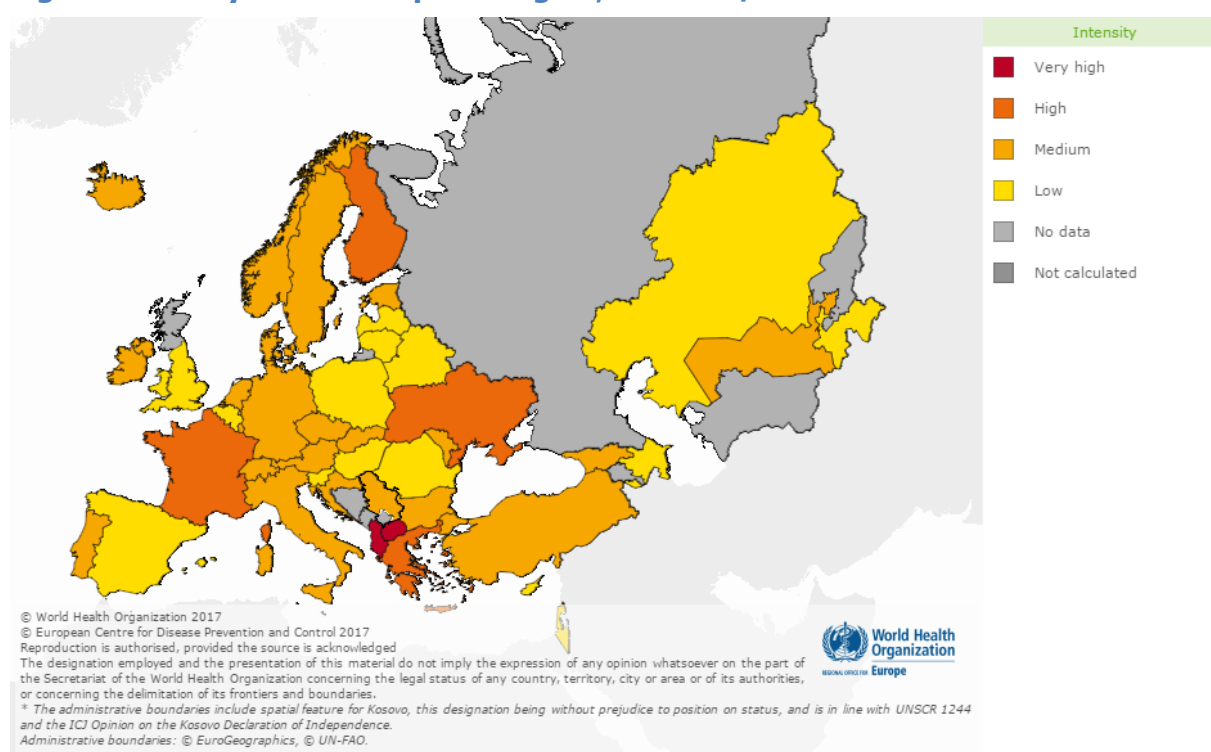 Intensity
Very high
High
Medium
Low
No data
Not calculated
© World Health Organization 2017
© European Centre for Disease Prevention and Control 2017
Reproduction is authorised, provided the source is acknowledged
The designation employed and the presentation of this material do not imply the expression of any opinion whatsoever on the part of
the Secretariat of the World Health Organization concerning the legal status of any country, territory, city or area or of its authorities,
or concerning the delimitation of its frontiers and boundaries.
* The administrative boundaries include spatial feature for Kosovo, this designation being without prejudice to position on status, and is in line with UNSCR 1244
and the ICJ Opinion on the Kosovo Declaration of Independence.
Administrative boundaries: © EuroGeographics, © UN-FAO.
World Health
Organization
REGIONAL OFFICE FOR Europe